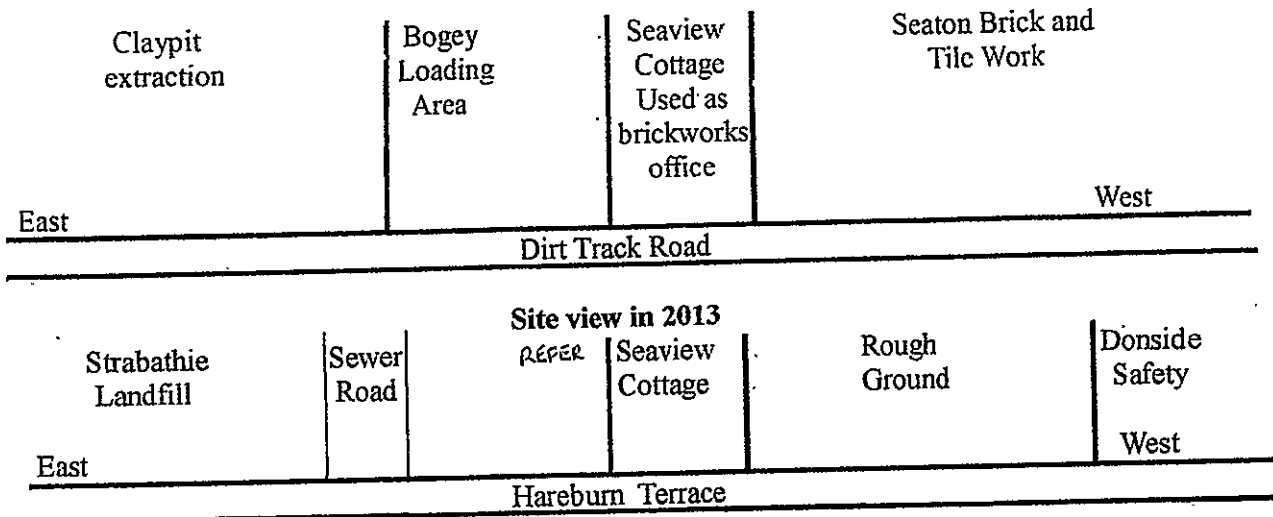 Claypit
extraction
Bogey
Loading
Area
Seaview
Cottage
Used as
brickworks
office
Seaton Brick and
Tile Work
East
West
Dirt Track Road
Site view in 2013
Strabathie
Landfill
Sewer
Road
REFER
Seaview
Cottage
Rough
Ground
Donside
Safety
East
West
Hareburn Terrace